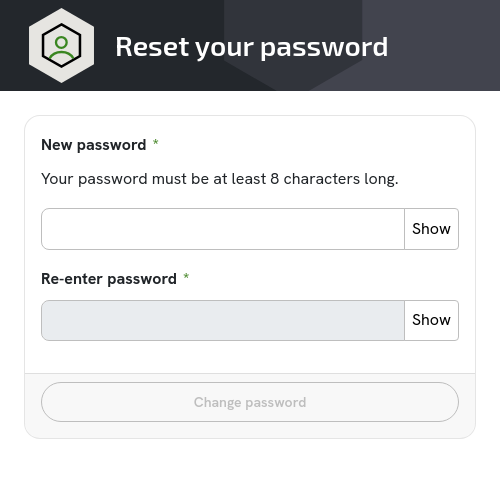 Reset your password
New password *
Your password must be at least 8 characters long.
Show
Re-enter password *
Show
Change password